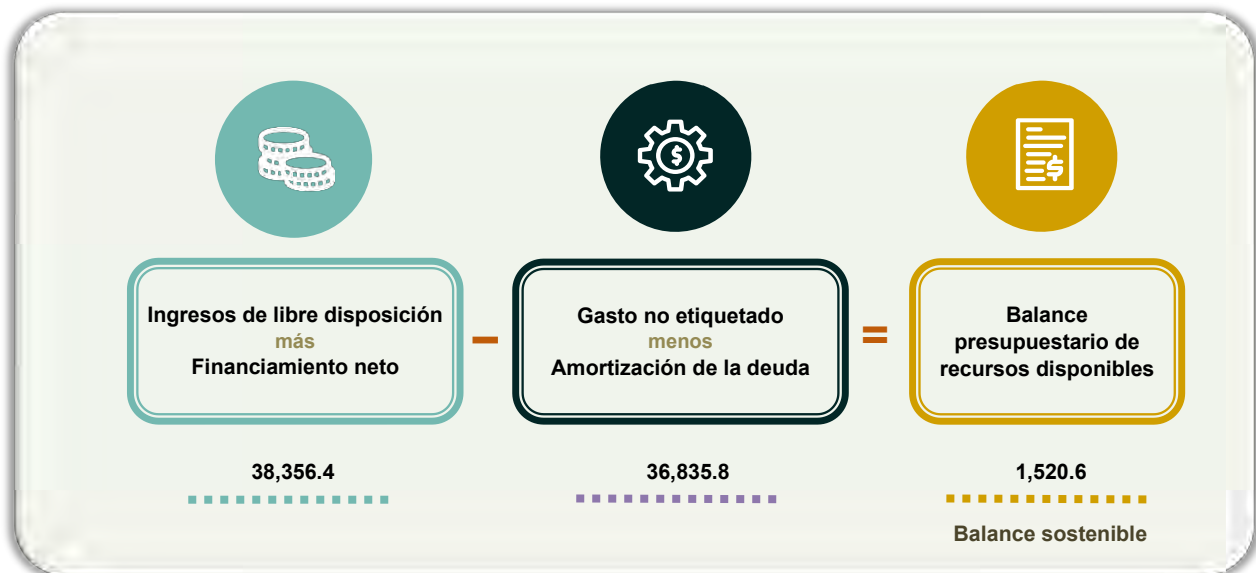 Ingresos de libre disposición
más
Financiamiento neto
–
Gasto no etiquetado
menos
Amortización de la deuda
=
Balance
presupuestario de
recursos disponibles
38,356.4
36,835.8
1,520.6
Balance sostenible